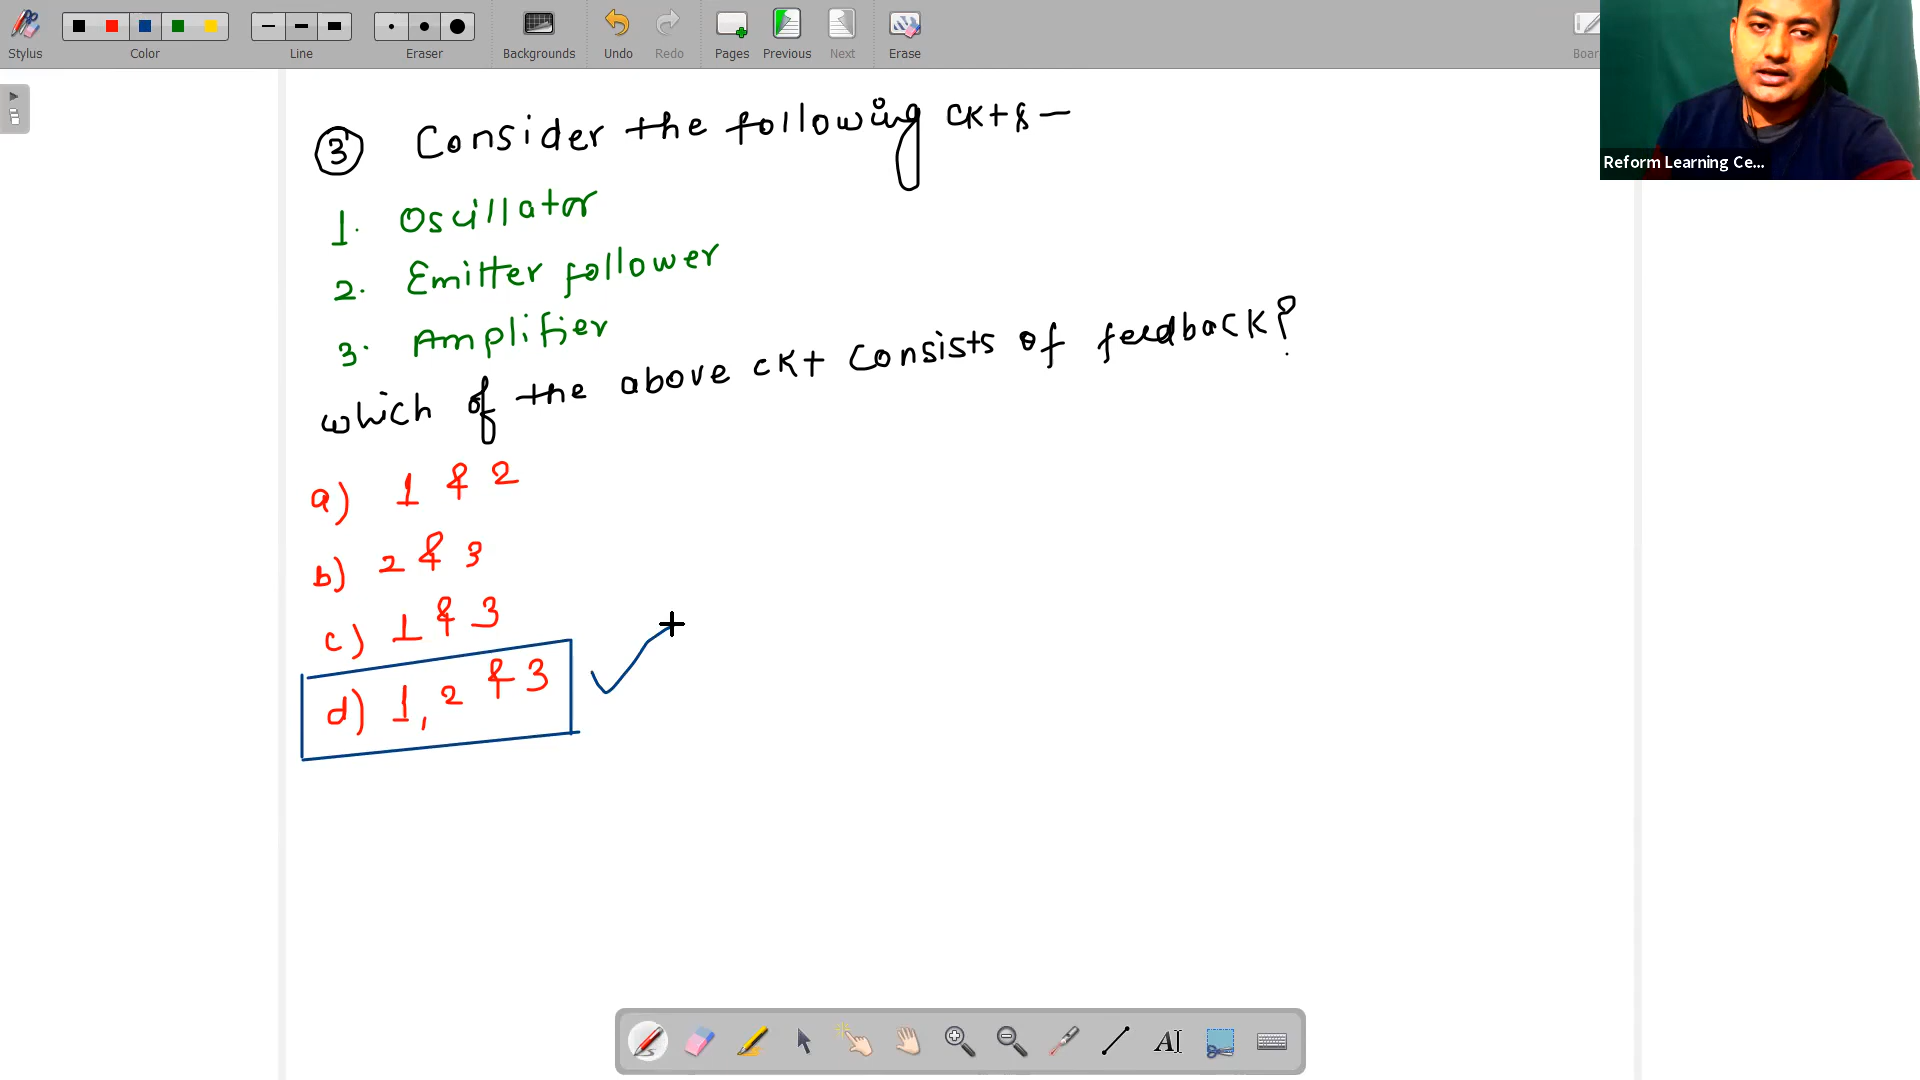 Stylus
Color
Line
Eraser
Backgrounds
Undo
Redo
Pages
Previous
Next
Erase
Boar
Reform Learning Ce...
3 Consider the following ckts —
1. Oscillator
2. Emitter follower
3. Amplifier
which of the above ckt consists of feedback?
a) 1 & 2
b) 2 & 3
c) 1 & 3
d) 1, 2 & 3